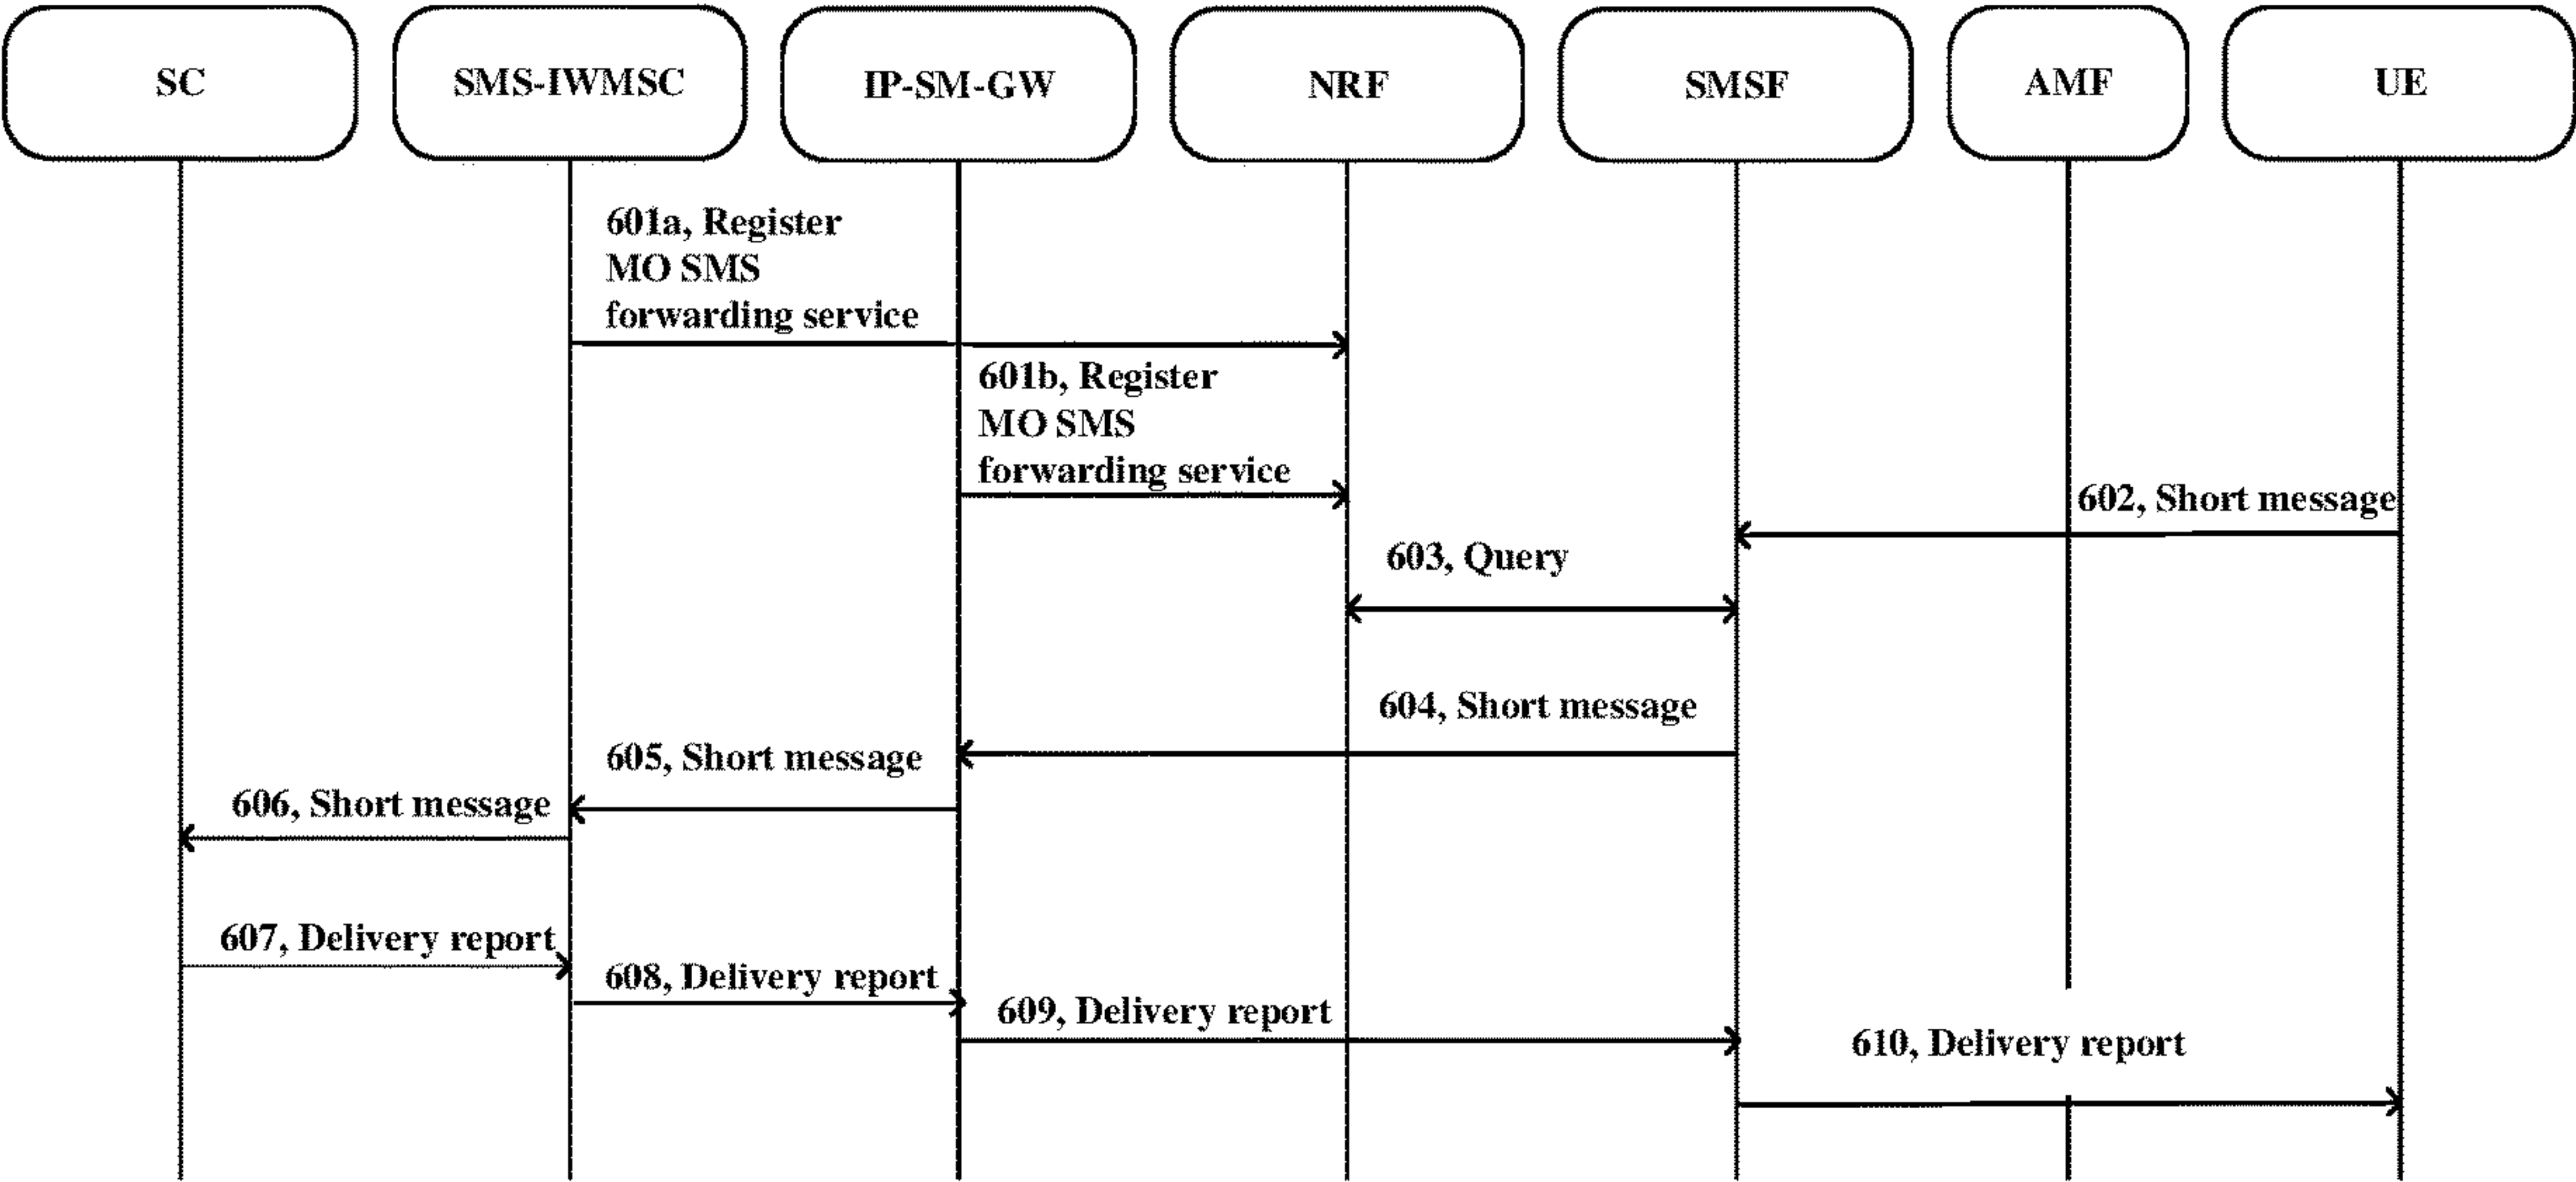 SC
SMS-IWMSC
IP-SM-GW
NRF
SMSF
AMF
UE
601a, Register
MO SMS
forwarding service
601b, Register
MO SMS
forwarding service
602, Short message
603, Query
604, Short message
605, Short message
606, Short message
607, Delivery report
608, Delivery report
609, Delivery report
610, Delivery report